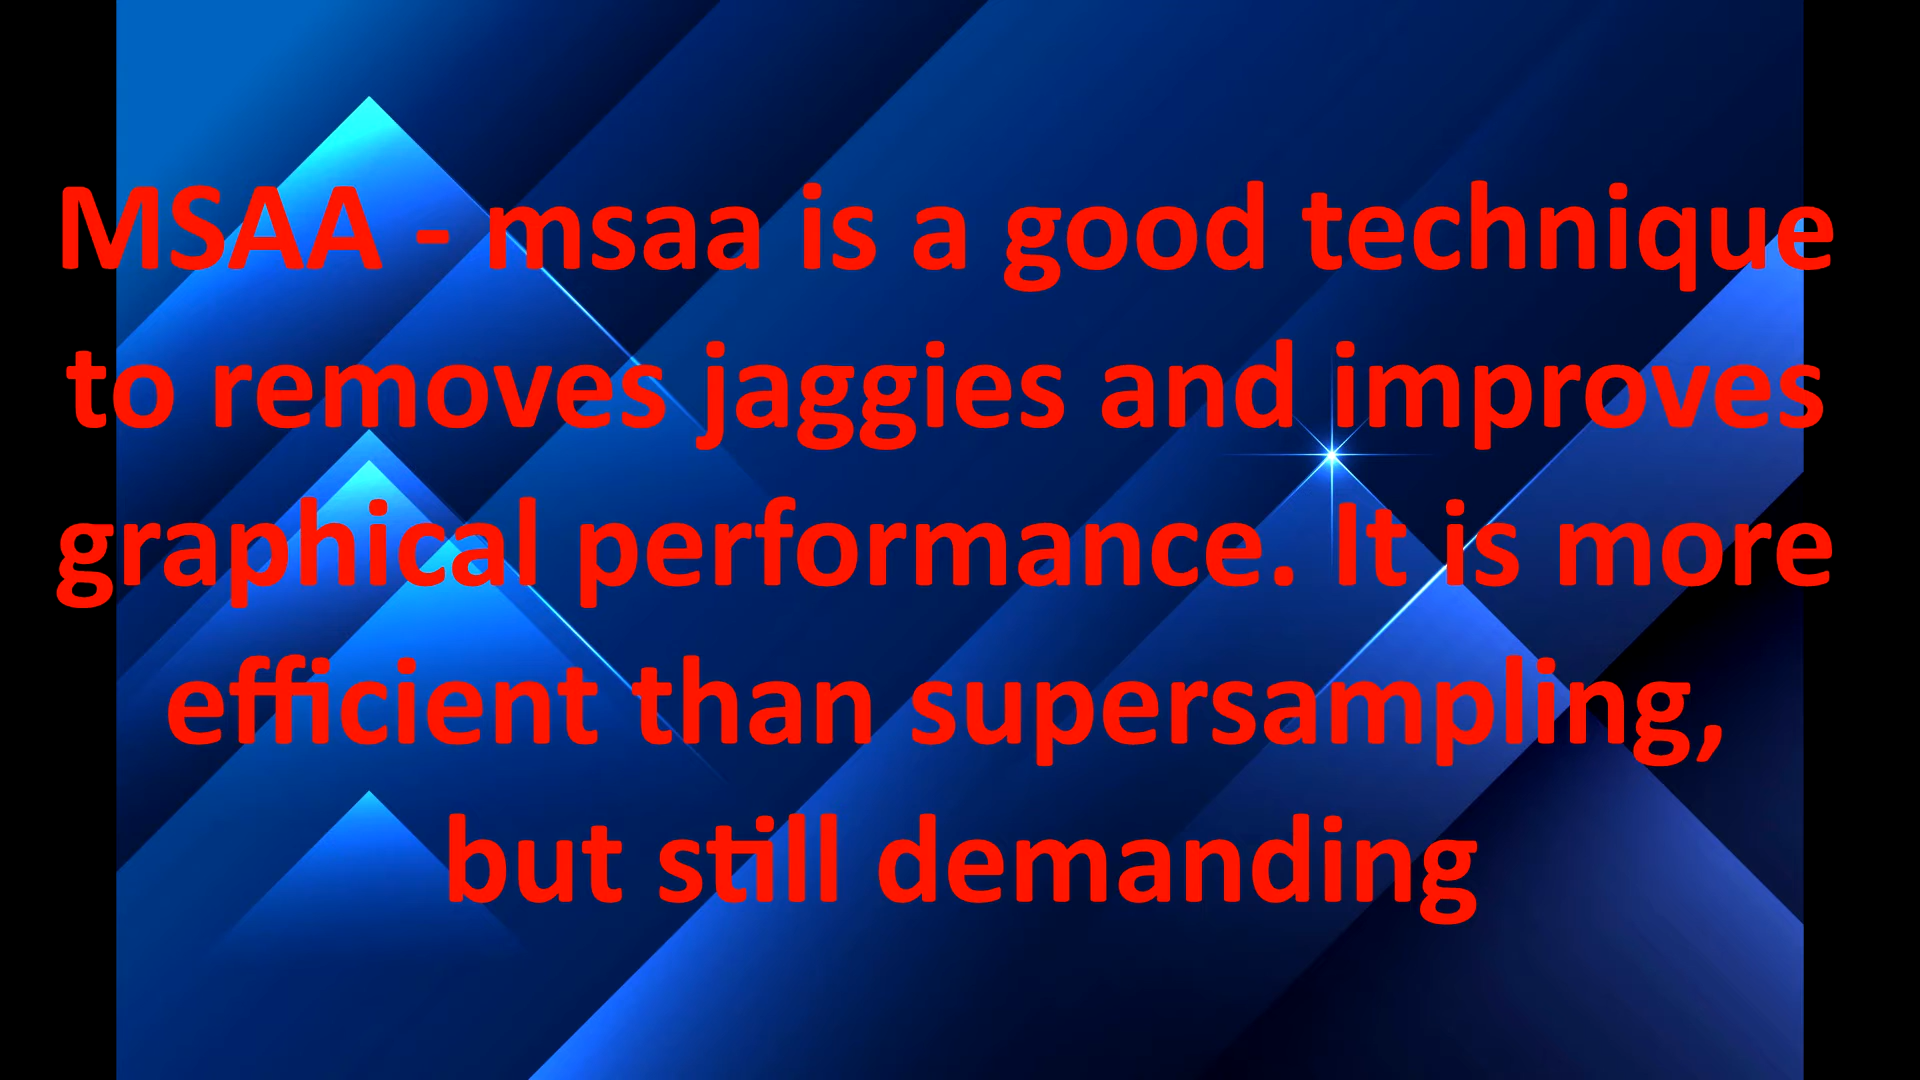 MSAA - msaa is a good technique
to removes jaggies and improves
graphical performance. It is more
efficient than supersampling,
but still demanding